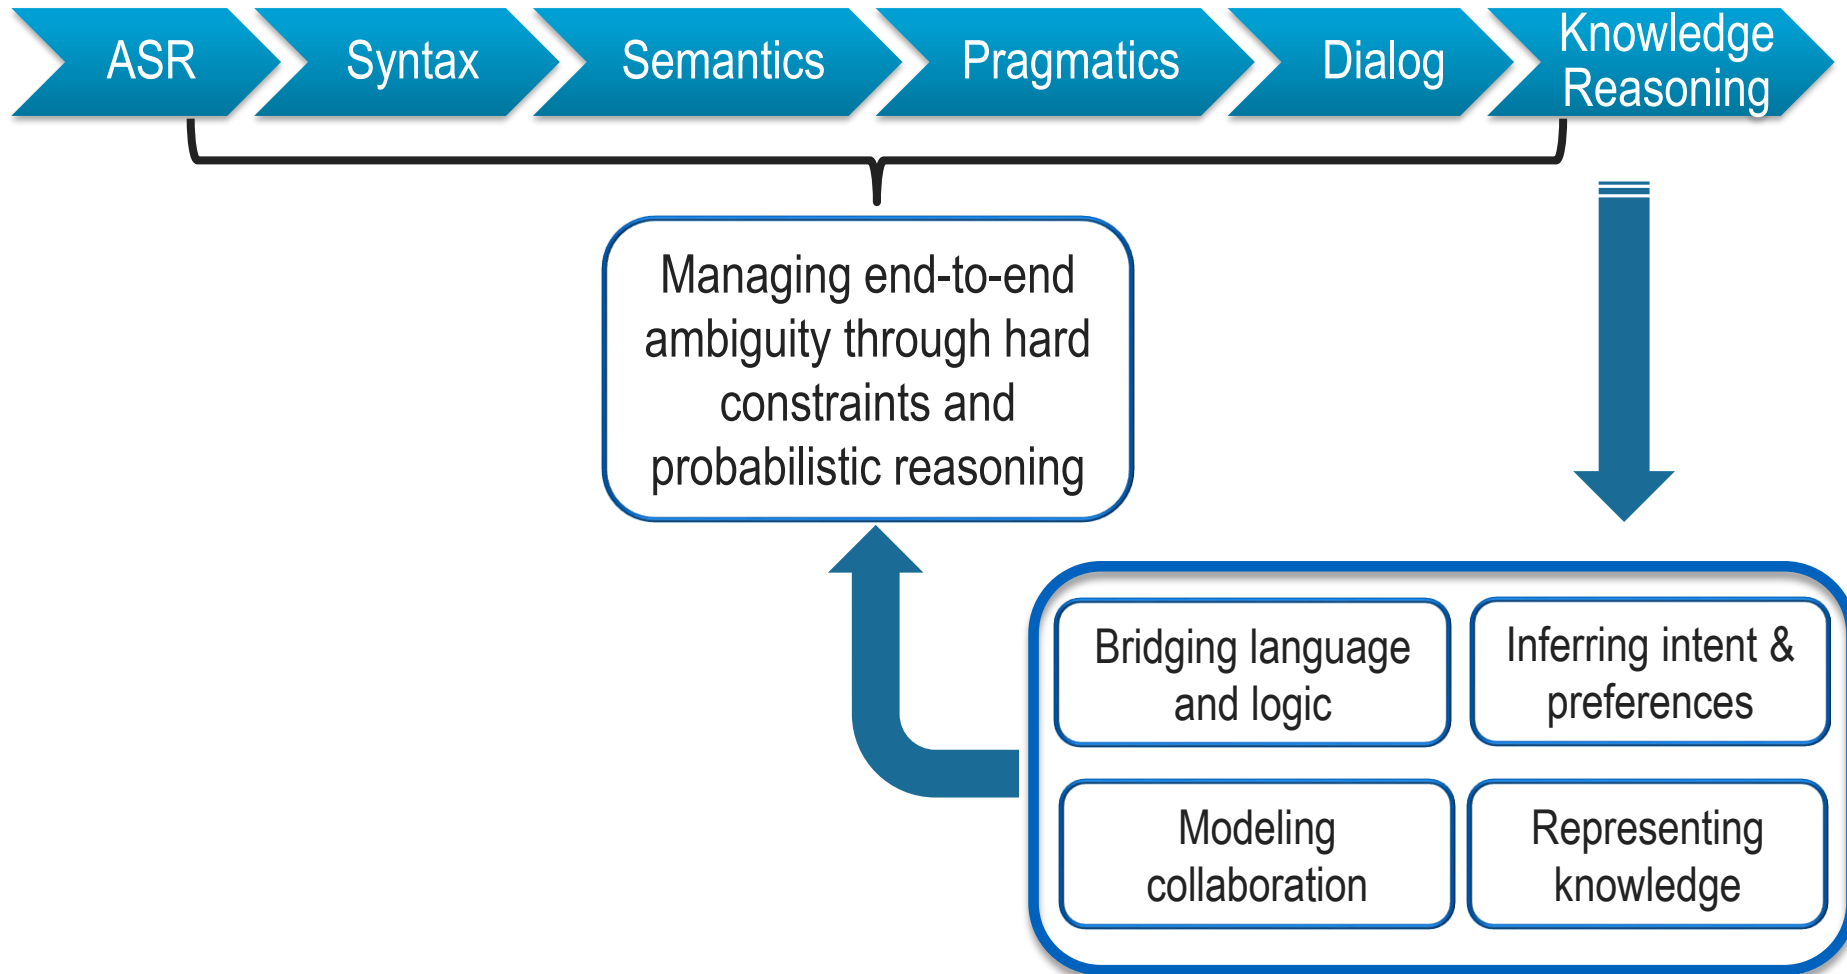 ASR
Syntax
Semantics
Pragmatics
Dialog
Knowledge
Reasoning
Managing end-to-end
ambiguity through hard
constraints and
probabilistic reasoning
Bridging language
and logic
Inferring intent &
preferences
Modeling
collaboration
Representing
knowledge